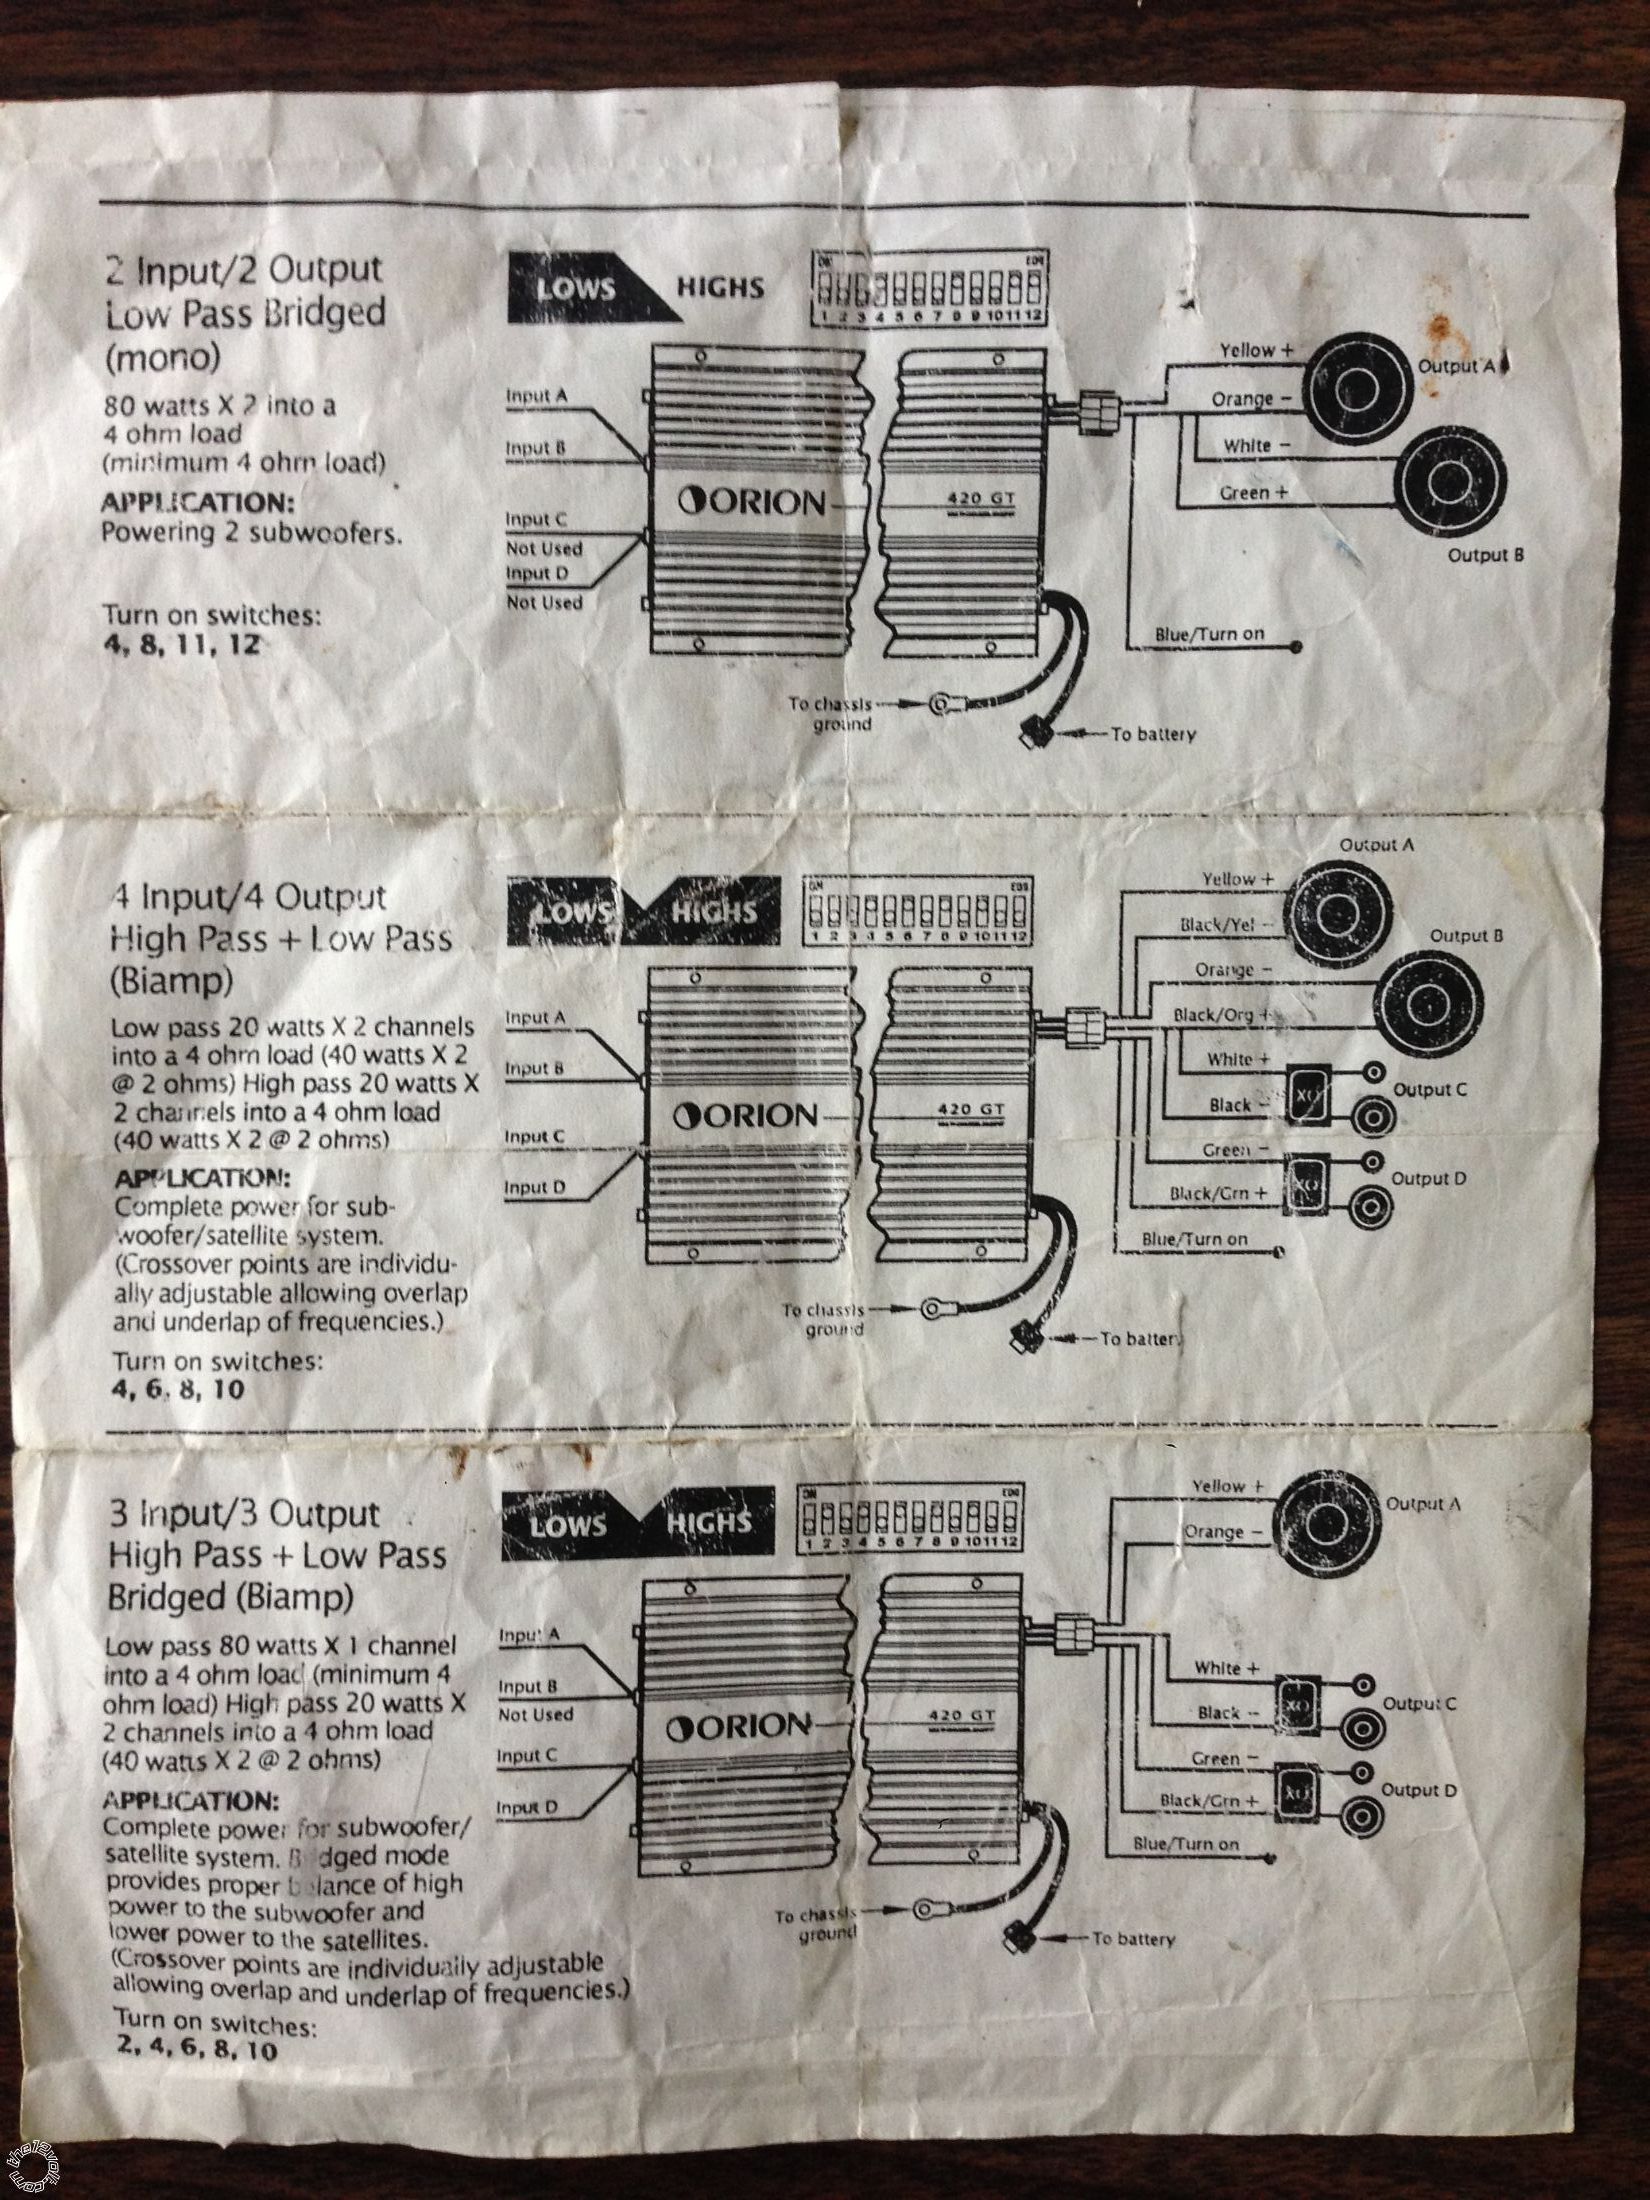 2 Input/2 Output
Low Pass Bridged
(mono)
80 watts X 2 into a
4 ohm load
(minimum 4 ohm load)
APPLICATION:
Powering 2 subwoofers.
Turn on switches:
4, 8, 11, 12
LOWS HIGHS
1 2 3 4 5 6 7 8 9 10 11 12
Input A
Input B
Input C
Not Used
Input D
Not Used
ORION
420 GT
Yellow +
Output A
Orange –
White –
Green +
Output B
Blue/Turn on
To chassis
ground
To battery
4 Input/4 Output
High Pass + Low Pass
(Biamp)
Low pass 20 watts X 2 channels
into a 4 ohm load (40 watts X 2
@ 2 ohms) High pass 20 watts X
2 channels into a 4 ohm load
(40 watts X 2 @ 2 ohms)
APPLICATION:
Complete power for sub-
woofer/satellite system.
(Crossover points are individu-
ally adjustable allowing overlap
and underlap of frequencies.)
Turn on switches:
4, 6, 8, 10
LOWS HIGHS
1 2 3 4 5 6 7 8 9 10 11 12
Input A
Input B
Input C
Input D
ORION
420 GT
Output A
Yellow +
Black/Yel –
Output B
Orange –
Black/Org +
White +
Output C
Black –
Green –
Output D
Black/Grn +
Blue/Turn on
XO
XO
To chassis
ground
To battery
3 Input/3 Output
High Pass + Low Pass
Bridged (Biamp)
Low pass 80 watts X 1 channel
into a 4 ohm load (minimum 4
ohm load) High pass 20 watts X
2 channels into a 4 ohm load
(40 watts X 2 @ 2 ohms)
APPLICATION:
Complete power for subwoofer/
satellite system. Bridged mode
provides proper balance of high
power to the subwoofer and
lower power to the satellites.
(Crossover points are individually adjustable
allowing overlap and underlap of frequencies.)
Turn on switches:
2, 4, 6, 8, 10
LOWS HIGHS
1 2 3 4 5 6 7 8 9 10 11 12
Input A
Input B
Not Used
Input C
Input D
ORION
420 GT
Yellow +
Output A
Orange –
White +
Output C
Black –
Green –
Output D
Black/Grn +
Blue/Turn on
XO
XO
To chassis
ground
To battery
the12volt.com